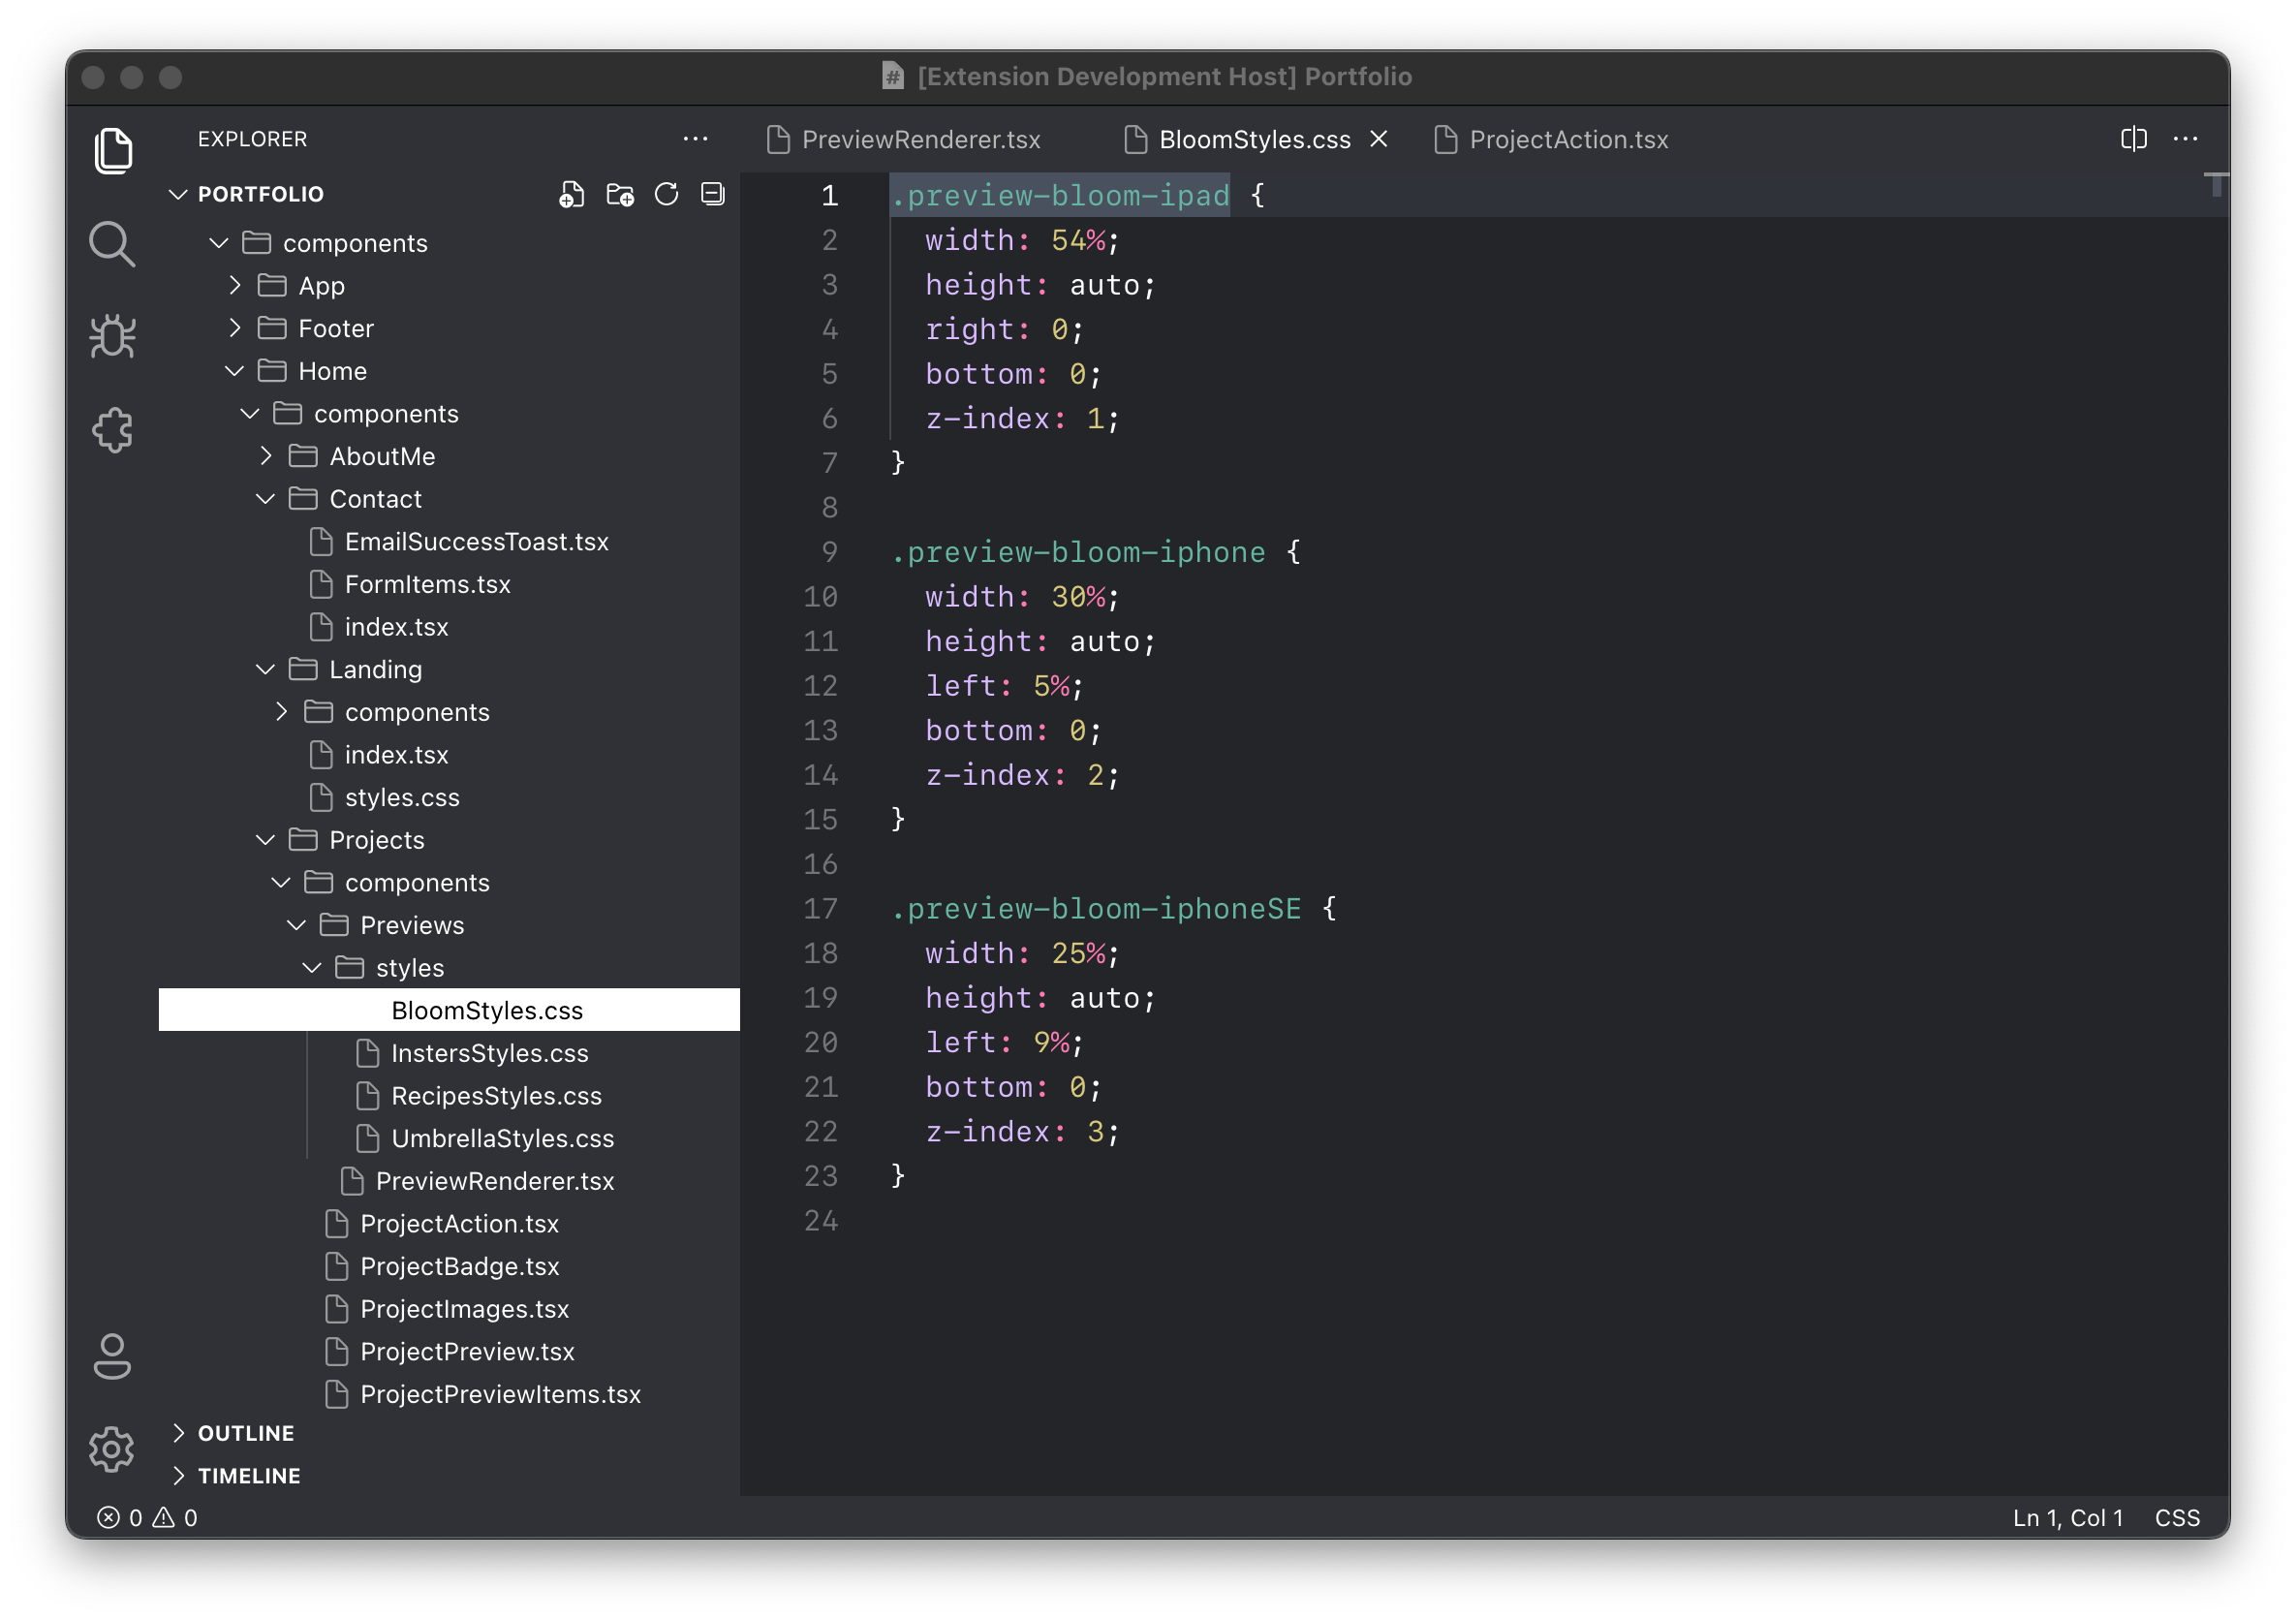 [Extension Development Host] Portfolio
EXPLORER
PORTFOLIO
components
App
Footer
Home
components
AboutMe
Contact
EmailSuccessToast.tsx
FormItems.tsx
index.tsx
Landing
components
index.tsx
styles.css
Projects
components
Previews
styles
BloomStyles.css
InstersStyles.css
RecipesStyles.css
UmbrellaStyles.css
PreviewRenderer.tsx
ProjectAction.tsx
ProjectBadge.tsx
ProjectImages.tsx
ProjectPreview.tsx
ProjectPreviewItems.tsx
OUTLINE
TIMELINE
PreviewRenderer.tsx BloomStyles.css ProjectAction.tsx
1 .preview-bloom-ipad {
2 width: 54%;
3 height: auto;
4 right: 0;
5 bottom: 0;
6 z-index: 1;
7 }
8
9 .preview-bloom-iphone {
10 width: 30%;
11 height: auto;
12 left: 5%;
13 bottom: 0;
14 z-index: 2;
15 }
16
17 .preview-bloom-iphoneSE {
18 width: 25%;
19 height: auto;
20 left: 9%;
21 bottom: 0;
22 z-index: 3;
23 }
24
0 0
Ln 1, Col 1 CSS